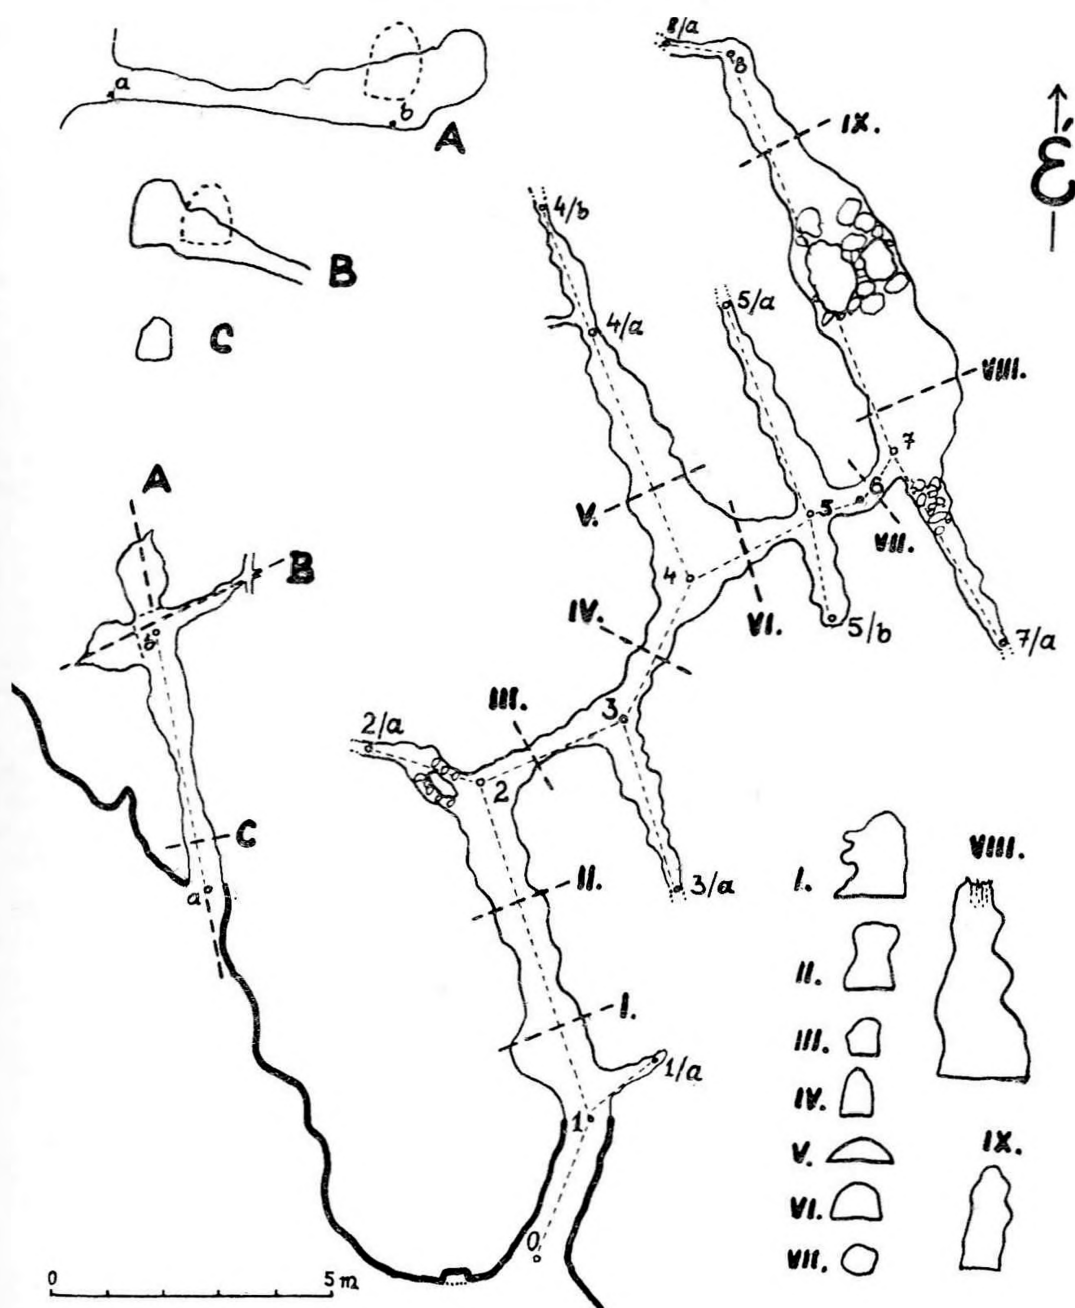 8/a
8
a
b
A
IX.
É
4/b
B
5/a
4/a
C
VIII.
7
A
V.
5
6
VII.
B
4
b
IV.
VI.
5/b
7/a
III.
3
2/a
2
C
a
II.
3/a
I.
VIII.
II.
I.
III.
1/a
IV.
1
V.
IX.
VI.
0
VII.
0 5 m